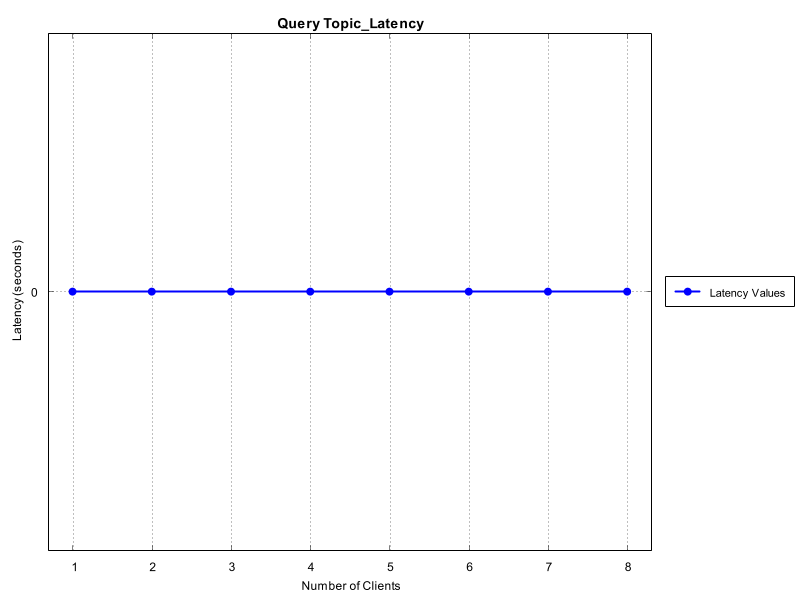 Query Topic_Latency
Latency (seconds)
0
Latency Values
1 2 3 4 5 6 7 8
Number of Clients